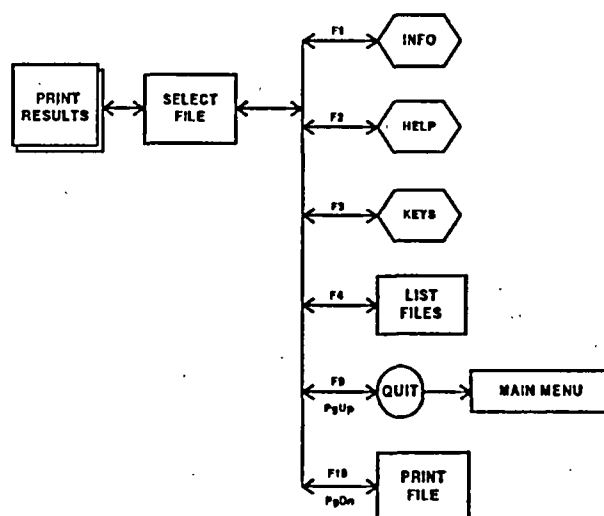 F1
INFO
PRINT
RESULTS
SELECT
FILE
F2
HELP
F3
KEYS
F4
LIST
FILES
F9
PgUp
QUIT
MAIN MENU
F10
PgDn
PRINT
FILE